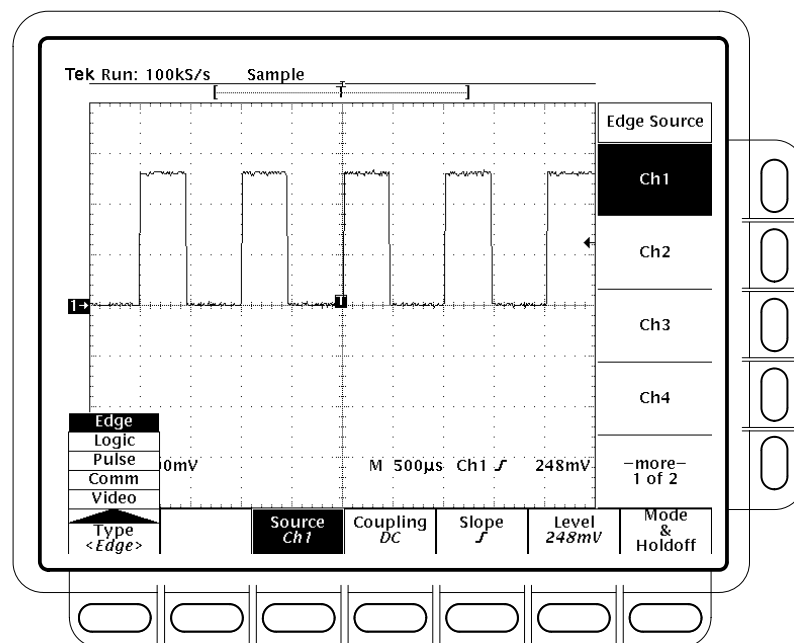 Tek Run: 100kS/s Sample
[ T ]
Edge Source
Ch1
Ch2
Ch3
Ch4
–more–
1 of 2
1→
T
Edge
Logic
Pulse
Comm
Video
0mV M 500µs Ch1 248mV
Type
<Edge>
Source
Ch1
Coupling
DC
Slope
Level
248mV
Mode
&
Holdoff